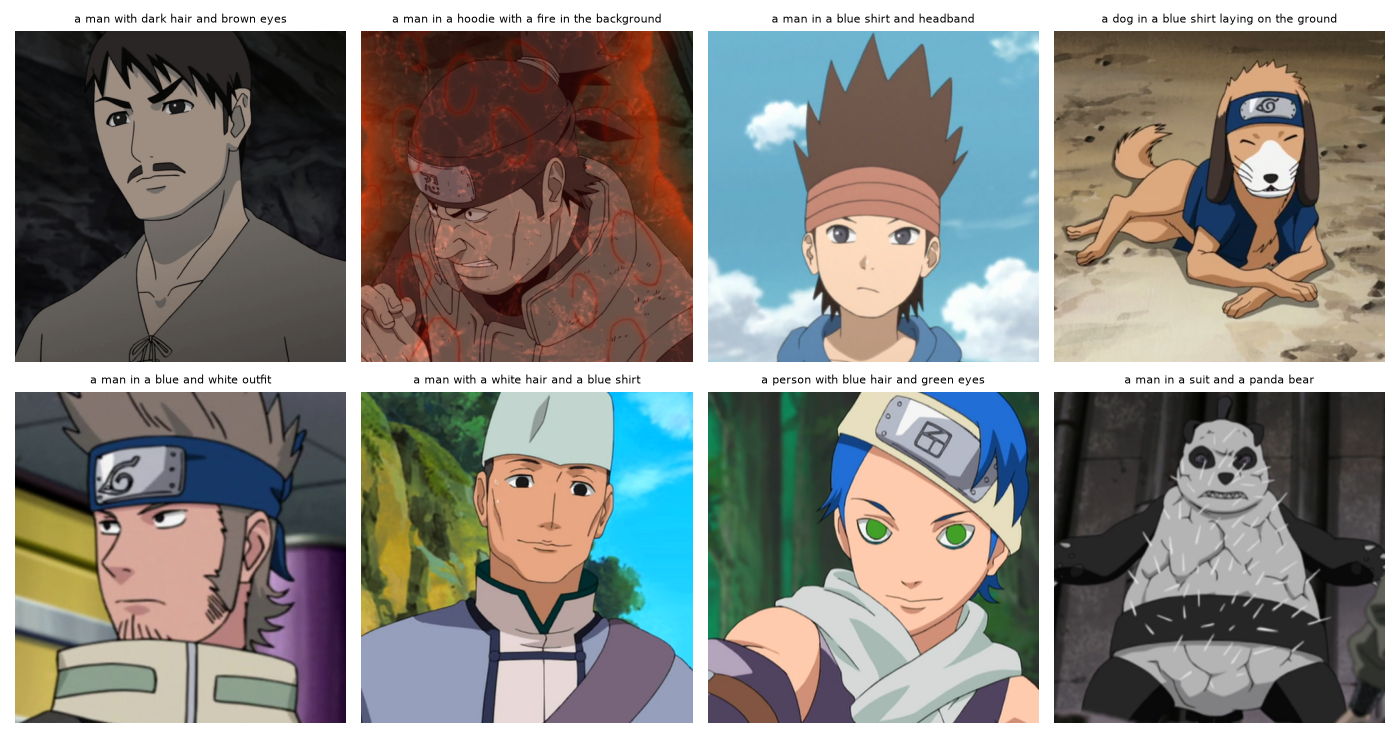 a man with dark hair and brown eyes
a man in a hoodie with a fire in the background
a man in a blue shirt and headband
a dog in a blue shirt laying on the ground
忍
a man in a blue and white outfit
a man with a white hair and a blue shirt
a person with blue hair and green eyes
a man in a suit and a panda bear